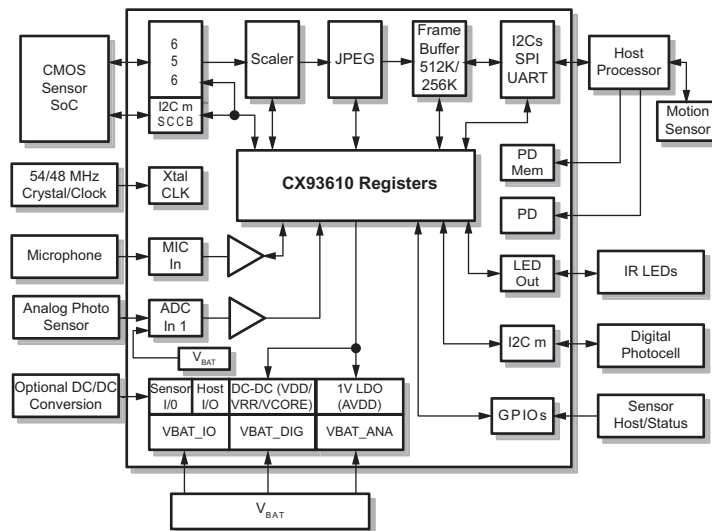 CMOS
Sensor
SoC
6
5
6
I2C m
SCCB
Scaler
JPEG
Frame
Buffer
512K/
256K
I2Cs
SPI
UART
Host
Processor
Motion
Sensor
54/48 MHz
Crystal/Clock
Xtal
CLK
CX93610 Registers
PD
Mem
PD
Microphone
MIC
In
LED
Out
IR LEDs
Analog Photo
Sensor
ADC
In 1
VBAT
I2C m
Digital
Photocell
Optional DC/DC
Conversion
Sensor
I/0
Host
I/O
DC-DC (VDD/
VRR/VCORE)
1V LDO
(AVDD)
VBAT_IO
VBAT_DIG
VBAT_ANA
GPIOs
Sensor
Host/Status
VBAT